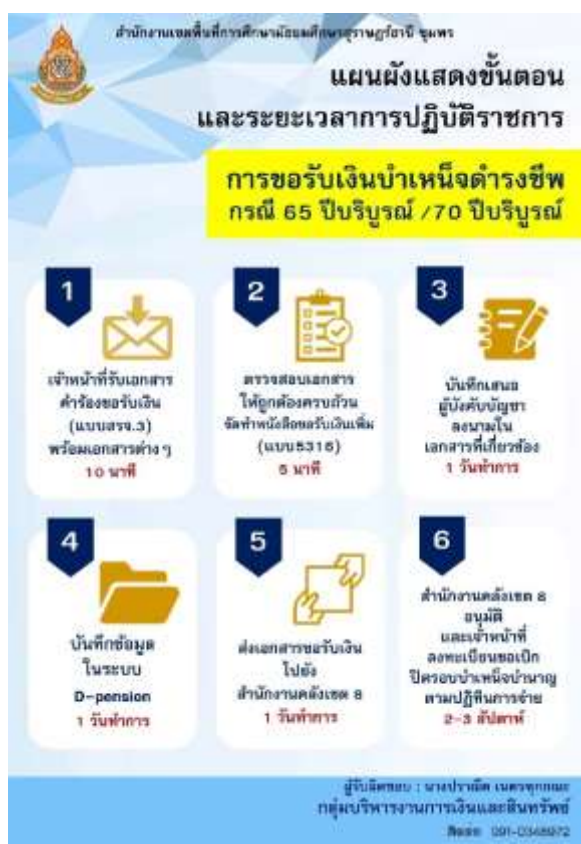 สำนักงานเขตพื้นที่การศึกษามัธยมศึกษาสุราษฎร์ธานี ชุมพร
แผนผังแสดงขั้นตอน
และระยะเวลาการปฏิบัติราชการ
การขอรับเงินบำเหน็จดำรงชีพ
กรณี 65 ปีบริบูรณ์ /70 ปีบริบูรณ์
1
เจ้าหน้าที่รับเอกสาร
คำร้องขอรับเงิน
(แบบสรจ.3)
พร้อมเอกสารต่าง ๆ
10 นาที
2
ตรวจสอบเอกสาร
ให้ถูกต้องครบถ้วน
จัดทำหนังสือขอรับเงินเพิ่ม
(แบบ5316)
5 นาที
3
บันทึกเสนอ
ผู้บังคับบัญชา
ลงนามใน
เอกสารที่เกี่ยวข้อง
1 วันทำการ
4
บันทึกข้อมูล
ในระบบ
D-pension
1 วันทำการ
5
ส่งเอกสารขอรับเงิน
ไปยัง
สำนักงานคลังเขต 8
1 วันทำการ
6
สำนักงานคลังเขต 8
อนุมัติ
และเจ้าหน้าที่
ลงทะเบียนขอเบิก
ปิดรอบบำเหน็จบำนาญ
ตามปฏิทินการจ่าย
2-3 สัปดาห์
ผู้รับผิดชอบ : นางปราณีต
กลุ่มบริหารงานการเงินและสินทรัพย์
ติดต่อ 091-0348972